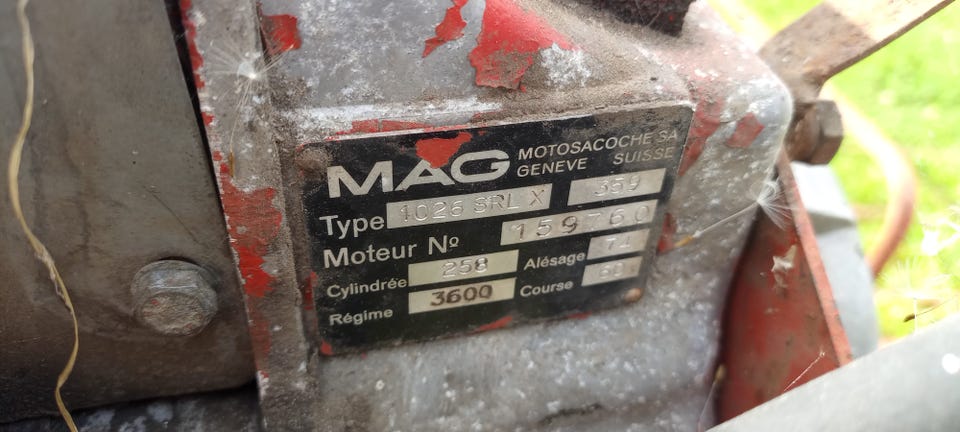 MAG MOTOSACOCHE SA
GENEVE SUISSE
Type 1026 SRL X 359
Moteur No 159760
Cylindrée 258 Alésage 74
Régime 3600 Course 60